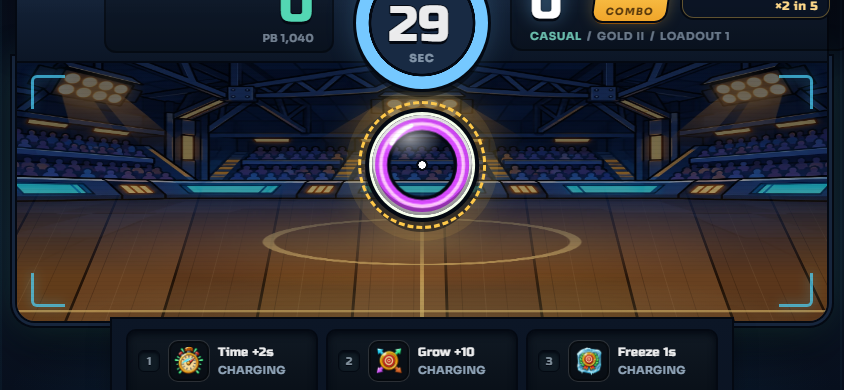 0
29
SEC
PB 1,040
0
COMBO
×2 in 5
CASUAL / GOLD II / LOADOUT 1
1
Time +2s
CHARGING
2
Grow +10
CHARGING
3
Freeze 1s
CHARGING